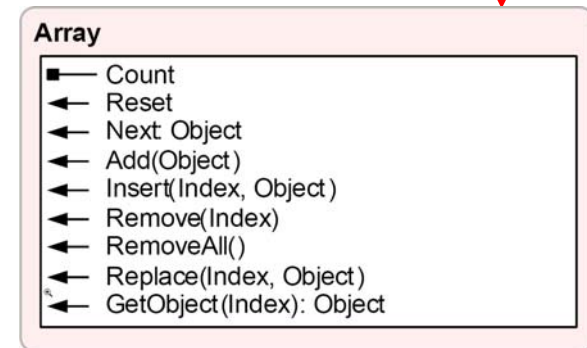 Array
Count
Reset
Next: Object
Add(Object)
Insert(Index, Object)
Remove(Index)
RemoveAll()
Replace(Index, Object)
GetObject(Index): Object